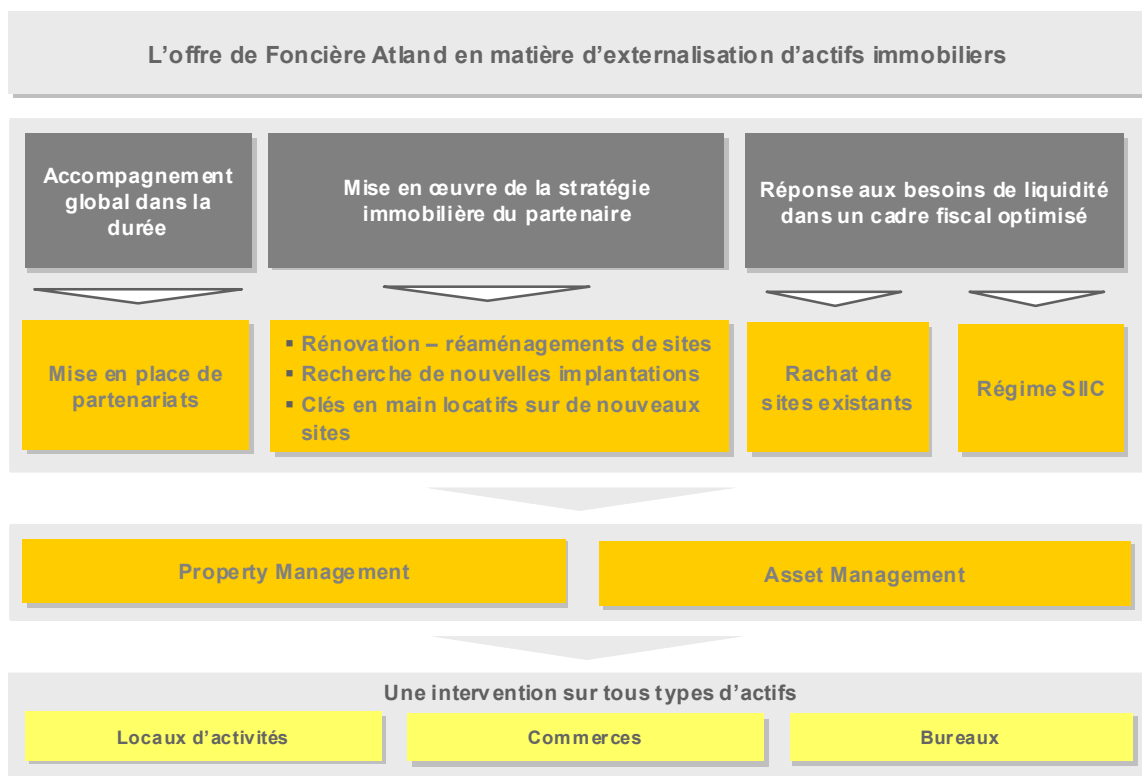 L’offre de Foncière Atland en matière d’externalisation d’actifs immobiliers
Accompagnement
global dans la
durée
Mise en œuvre de la stratégie
immobilière du partenaire
Réponse aux besoins de liquidité
dans un cadre fiscal optimisé
Mise en place de
partenariats
▪ Rénovation – réaménagements de sites
▪ Recherche de nouvelles implantations
▪ Clés en main locatifs sur de nouveaux
sites
Rachat de
sites existants
Régime SIIC
Property Management
Asset Management
Une intervention sur tous types d’actifs
Locaux d’activités
Commerces
Bureaux